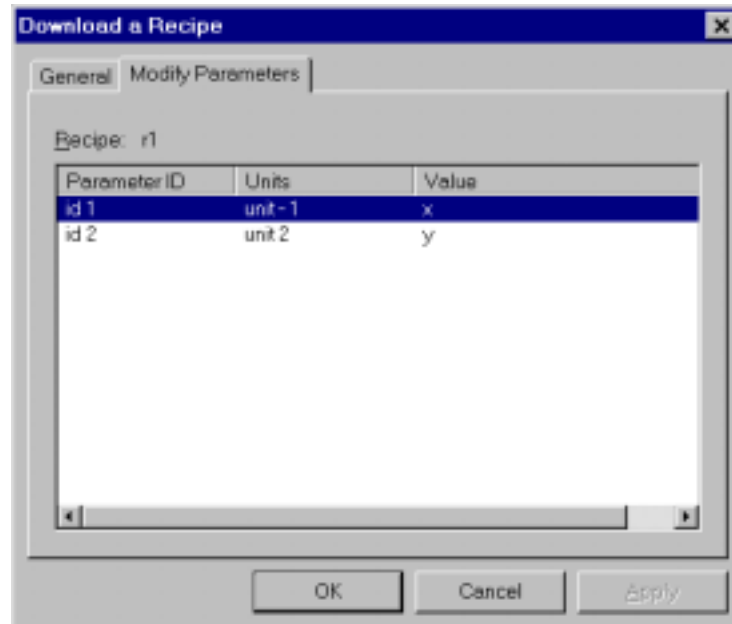 Download a Recipe
General Modify Parameters
Recipe: r1
Parameter ID Units Value
id 1 unit-1 x
id 2 unit 2 y
OK Cancel Apply